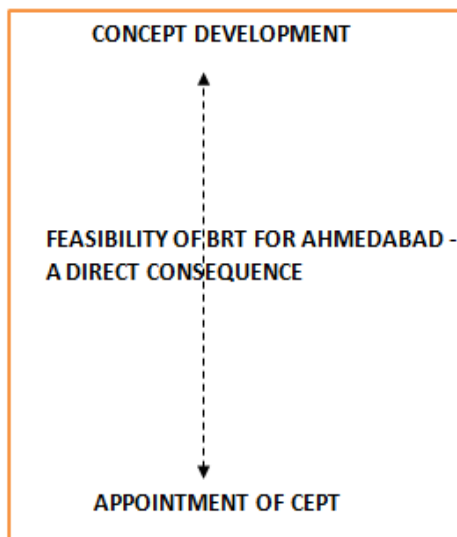 CONCEPT DEVELOPMENT
FEASIBILITY OF BRT FOR AHMEDABAD -
A DIRECT CONSEQUENCE
APPOINTMENT OF CEPT